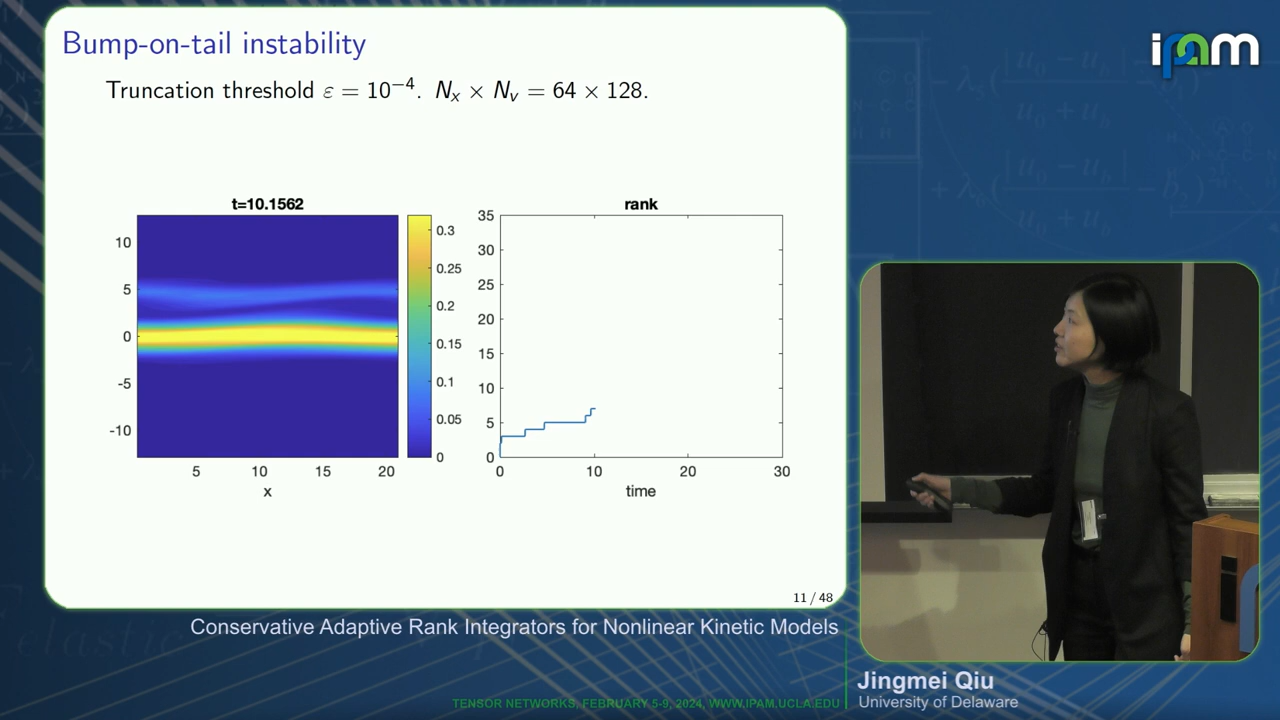 Bump-on-tail instability
Truncation threshold ε = 10⁻⁴. Nₓ × Nᵥ = 64 × 128.
t=10.1562
10
5
0
-5
-10
5 10 15 20
x
0.3
0.25
0.2
0.15
0.1
0.05
0
rank
35
30
25
20
15
10
5
0
0 10 20 30
time
11 / 48
ipam
Conservative Adaptive Rank Integrators for Nonlinear Kinetic Models
Jingmei Qiu
University of Delaware
TENSOR NETWORKS, FEBRUARY 5-9, 2024, WWW.IPAM.UCLA.EDU